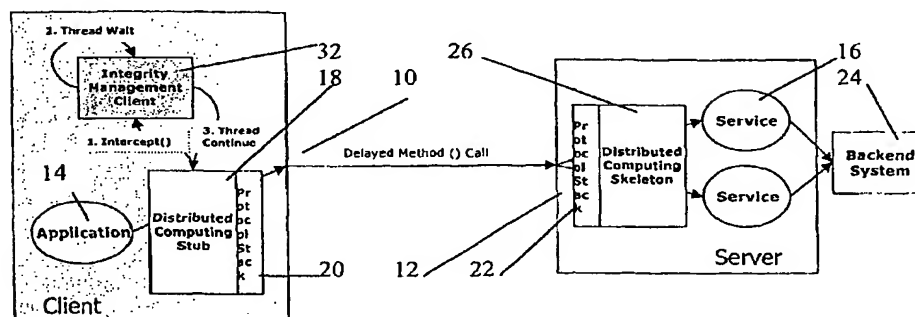 2. Thread Wait
32
Integrity
Management
Client
18
10
1. Intercept()
3. Thread
Continue
14
Application
Distributed
Computing
Stub
Pr
ot
oc
ol
St
ac
k
20
Client
Delayed Method () Call
26
16
24
Pr
ot
oc
ol
St
ac
k
Distributed
Computing
Skeleton
Service
Service
Backend
System
12
22
Server